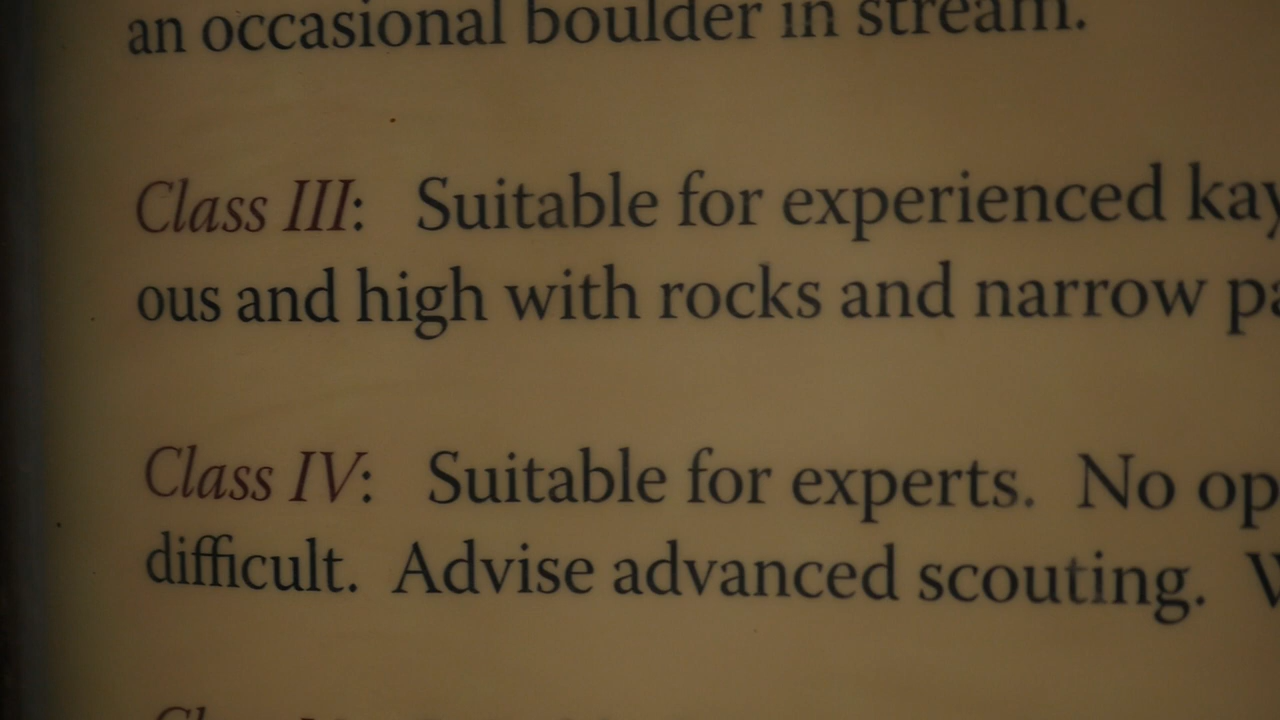 an occasional boulder in stream.
Class III: Suitable for experienced
ous and high with rocks and narrow
Class IV: Suitable for experts. No
difficult. Advise advanced scouting.